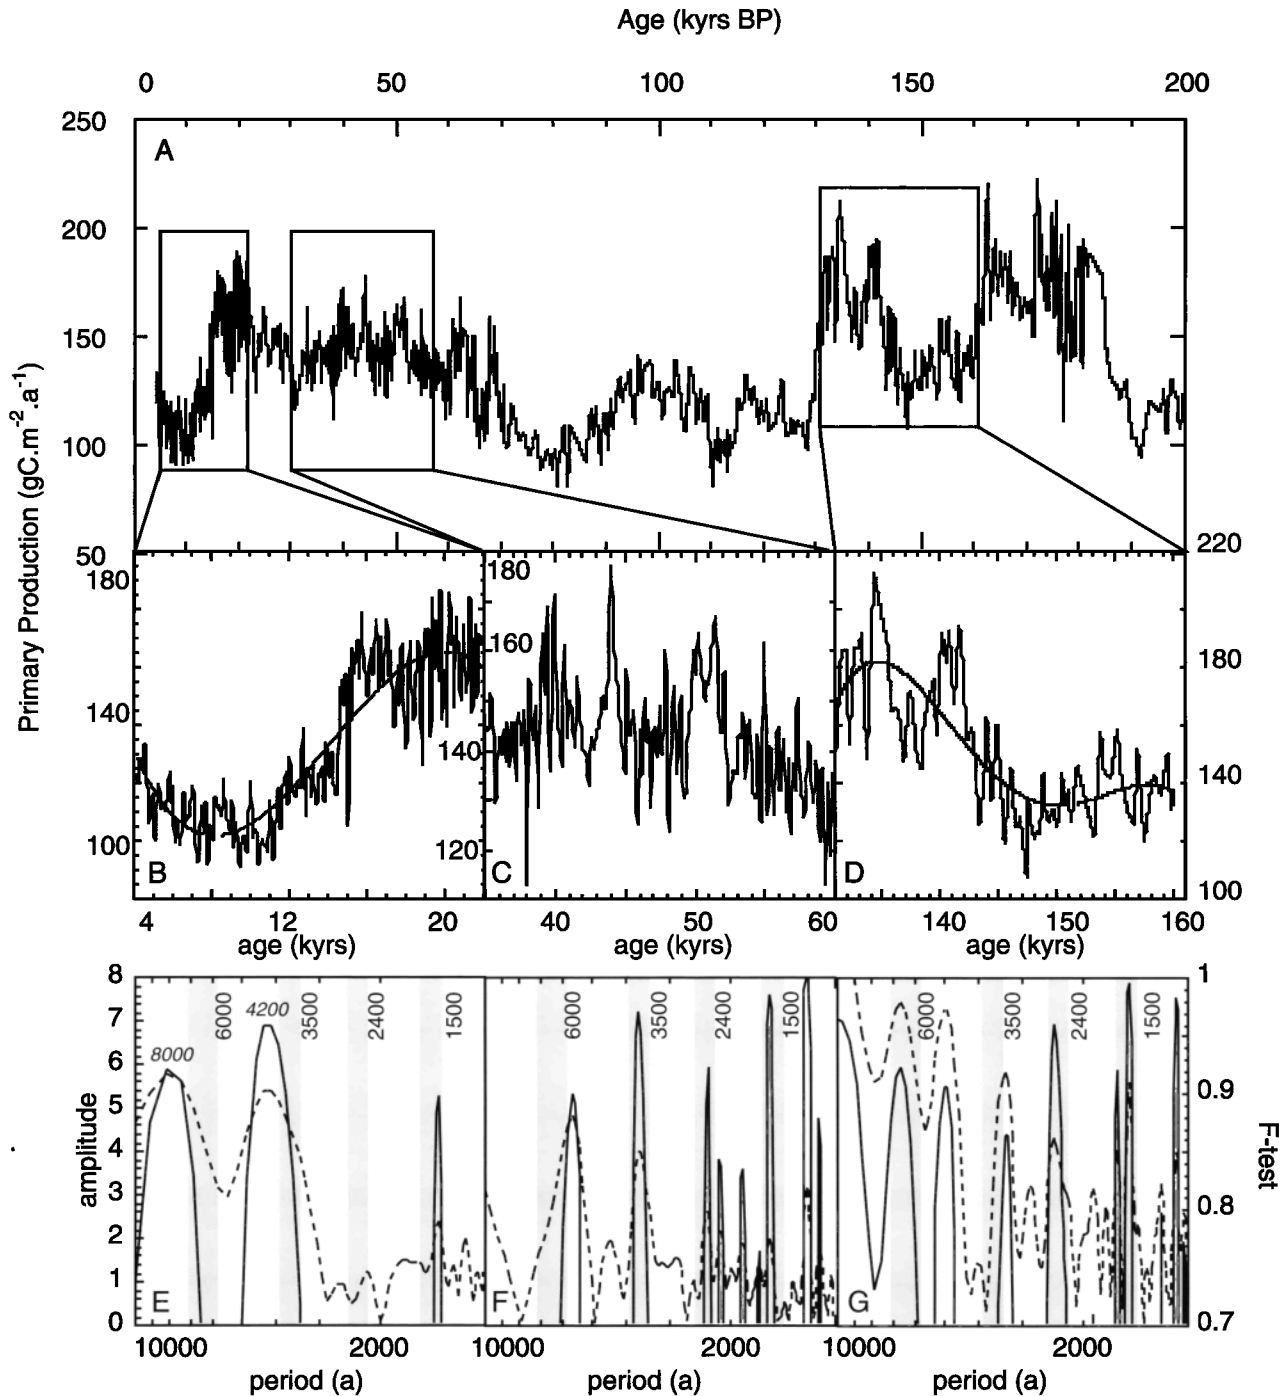 Age (kyrs BP)
0 50 100 150 200
250
A
200
150
100
50
Primary Production (gC.m⁻².a⁻¹)
220
180
180
160
180
140
140
140
100
120
100
B
C
D
4 12 20 40 50 60 140 150 160
age (kyrs) age (kyrs) age (kyrs)
8
7
6
5
4
3
2
1
0
amplitude
8000
6000
4200
3500
2400
1500
6000
3500
2400
1500
6000
3500
2400
1500
1
0.9
0.8
0.7
F-test
E
F
G
10000 2000 10000 2000 10000 2000
period (a) period (a) period (a)